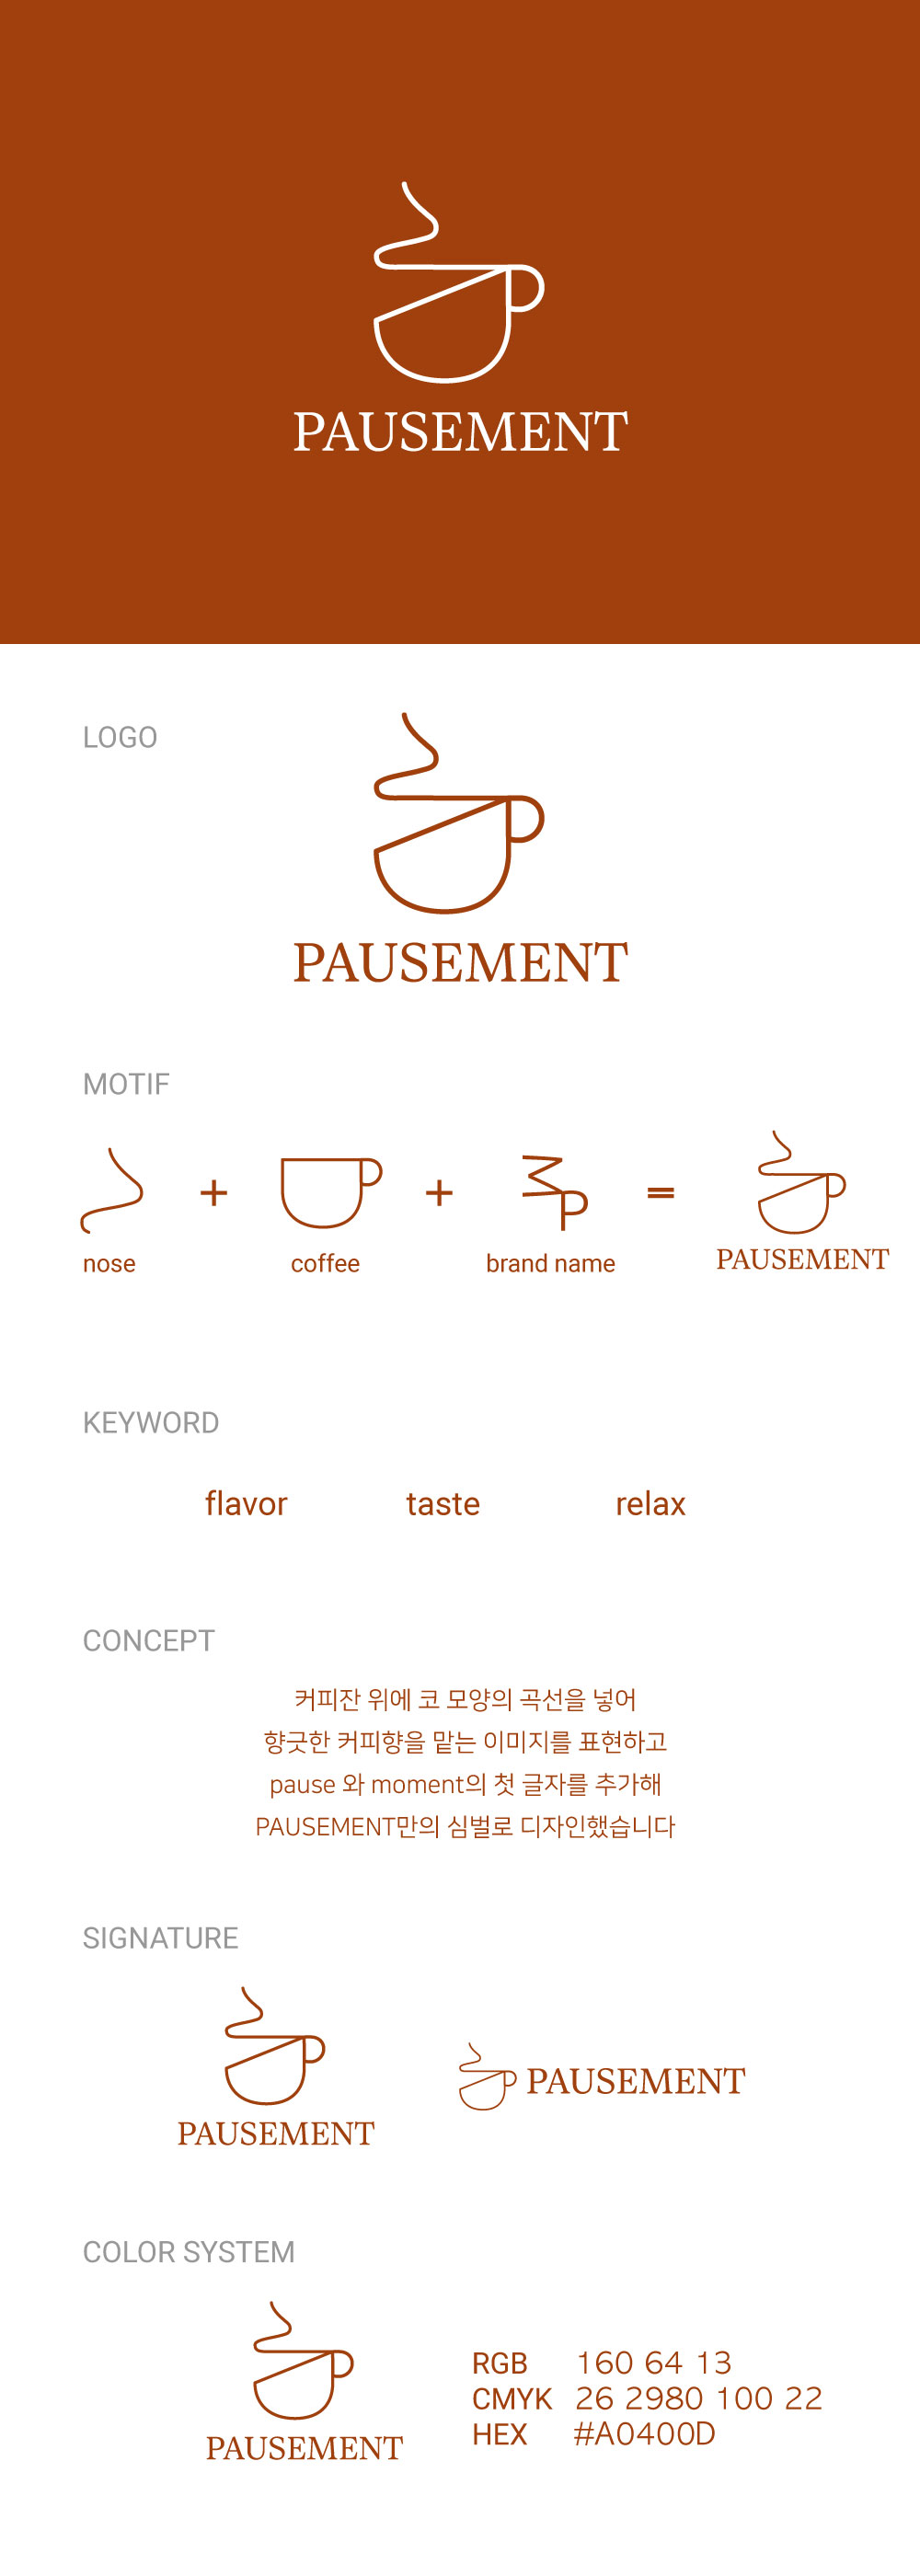 PAUSEMENT
LOGO
PAUSEMENT
MOTIF
nose + coffee + brand name = PAUSEMENT
KEYWORD
flavor taste relax
CONCEPT
커피잔 위에 코 모양의 곡선을 넣어
향긋한 커피향을 맡는 이미지를 표현하고
pause 와 moment의 첫 글자를 추가해
PAUSEMENT만의 심벌로 디자인했습니다
SIGNATURE
PAUSEMENT
PAUSEMENT
COLOR SYSTEM
PAUSEMENT
RGB 160 64 13
CMYK 26 2980 100 22
HEX #A0400D